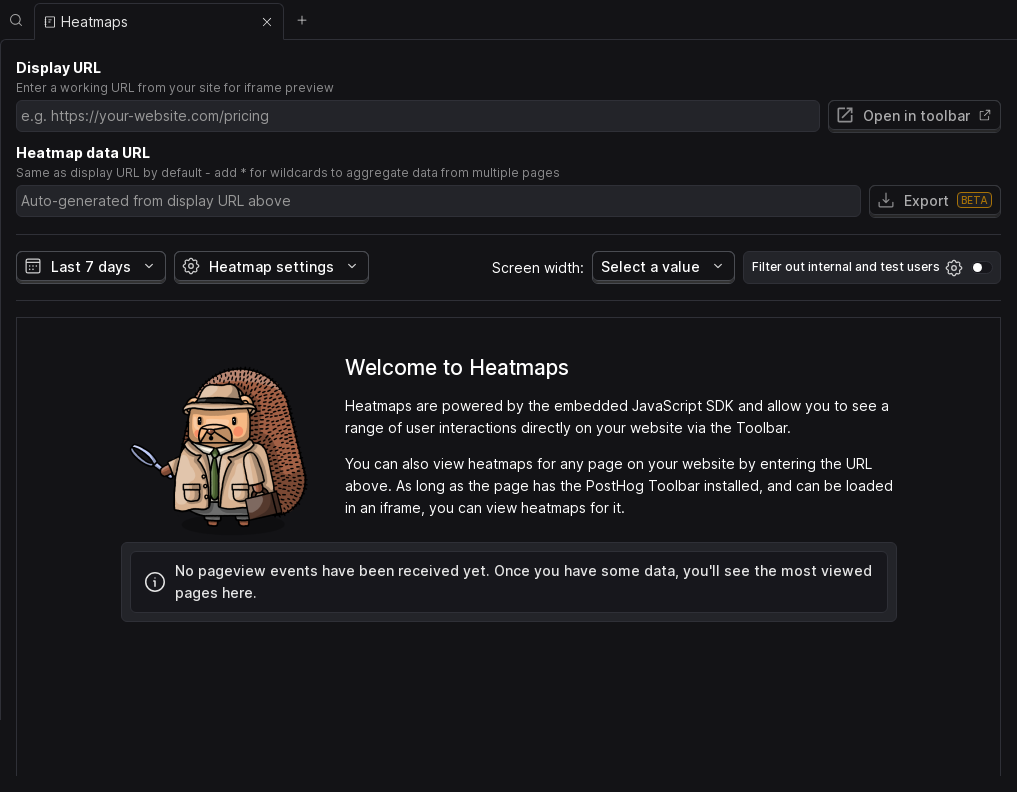 Heatmaps
Display URL
Enter a working URL from your site for iframe preview
e.g. https://your-website.com/pricing
Open in toolbar
Heatmap data URL
Same as display URL by default - add * for wildcards to aggregate data from multiple pages
Auto-generated from display URL above
Export BETA
Last 7 days
Heatmap settings
Screen width:
Select a value
Filter out internal and test users
Welcome to Heatmaps
Heatmaps are powered by the embedded JavaScript SDK and allow you to see a
range of user interactions directly on your website via the Toolbar.
You can also view heatmaps for any page on your website by entering the URL
above. As long as the page has the PostHog Toolbar installed, and can be loaded
in an iframe, you can view heatmaps for it.
No pageview events have been received yet. Once you have some data, you'll see the most viewed
pages here.